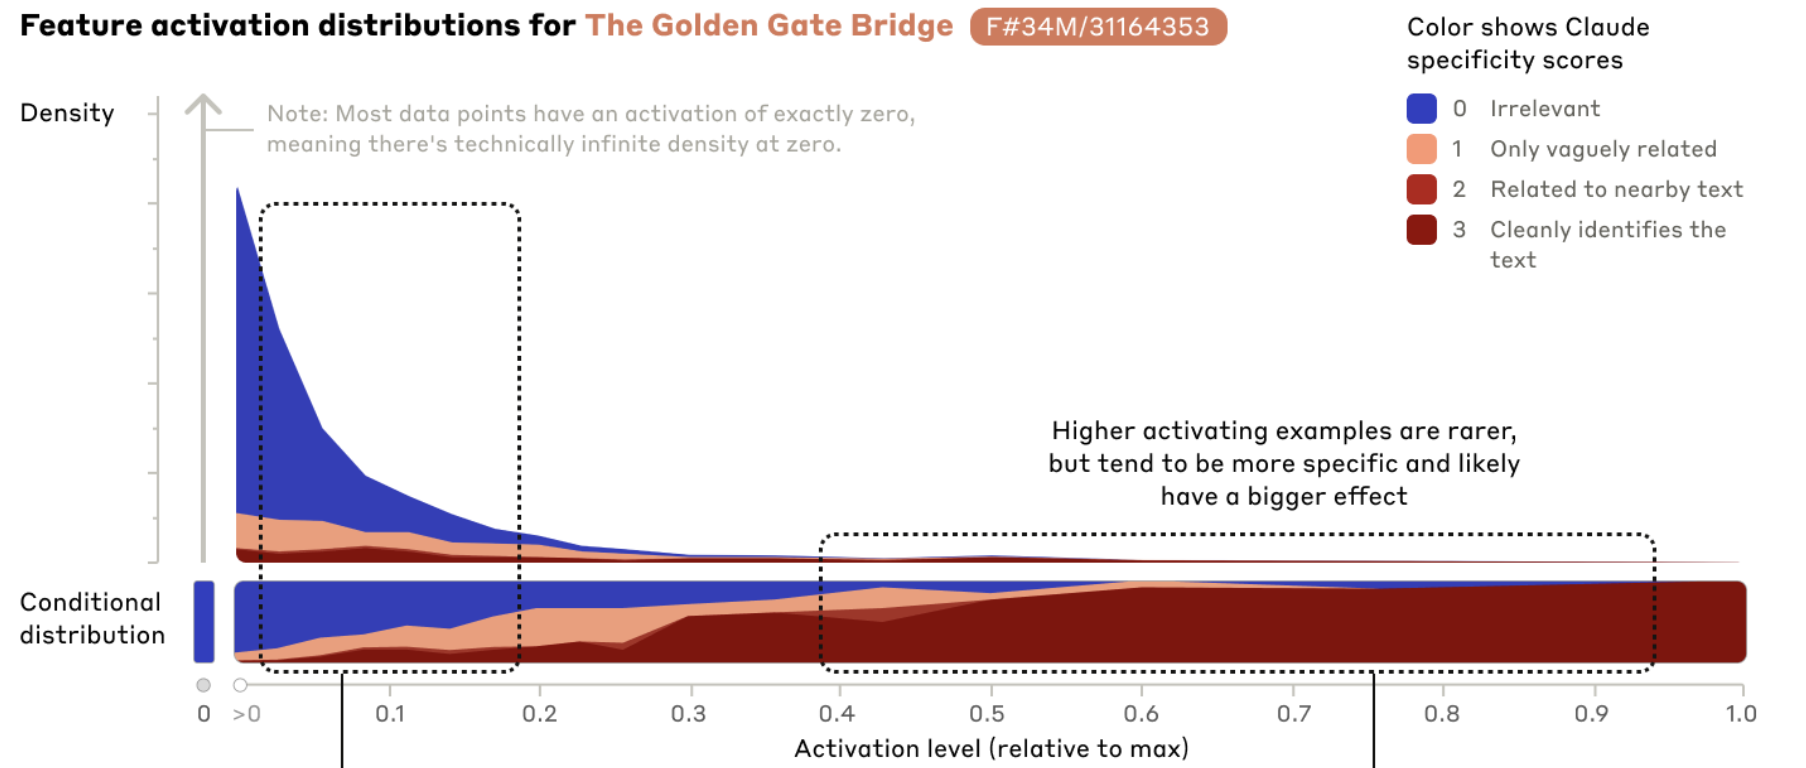 Feature activation distributions for The Golden Gate Bridge F#34M/31164353
Color shows Claude
specificity scores
0 Irrelevant
1 Only vaguely related
2 Related to nearby text
3 Cleanly identifies the
text
Density
Note: Most data points have an activation of exactly zero,
meaning there's technically infinite density at zero.
Higher activating examples are rarer,
but tend to be more specific and likely
have a bigger effect
Conditional
distribution
0 >0 0.1 0.2 0.3 0.4 0.5 0.6 0.7 0.8 0.9 1.0
Activation level (relative to max)